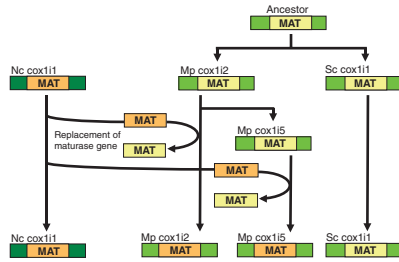 Ancestor
MAT
Nc cox1i1
Mp cox1i2
Sc cox1i1
MAT
MAT
MAT
MAT
Replacement of
maturase gene
MAT
Mp cox1i5
MAT
MAT
MAT
Nc cox1i1
Mp cox1i2
Mp cox1i5
Sc cox1i1
MAT
MAT
MAT
MAT